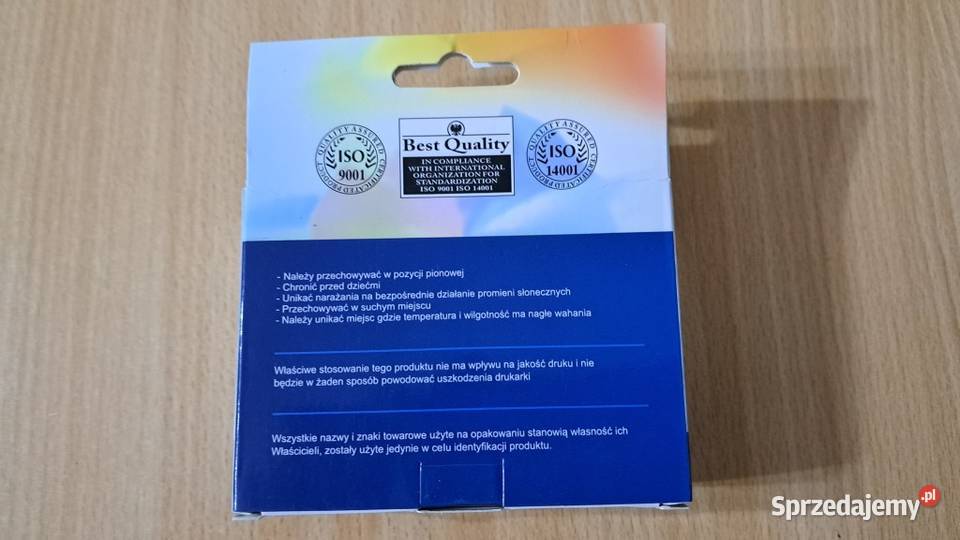 QUALITY ASSURED
ISO
9001
CERTIFICATED PRODUCT
Best Quality
IN COMPLIANCE
WITH INTERNATIONAL
ORGANIZATION FOR
STANDARDIZATION
ISO 9001 ISO 14001
QUALITY ASSURED
ISO
14001
CERTIFICATED PRODUCT
- Należy przechowywać w pozycji pionowej
- Chronić przed dziećmi
- Unikać narażania na bezpośrednie działanie promieni słonecznych
- Przechowywać w suchym miejscu
- Należy unikać miejsc gdzie temperatura i wilgotność ma nagłe wahania
Właściwe stosowanie tego produktu nie ma wpływu na jakość druku i nie
będzie w żaden sposób powodować uszkodzenia drukarki
Wszystkie nazwy i znaki towarowe użyte na opakowaniu stanowią własność ich
Właścicieli, zostały użyte jedynie w celu identyfikacji produktu.
Sprzedajemy.pl